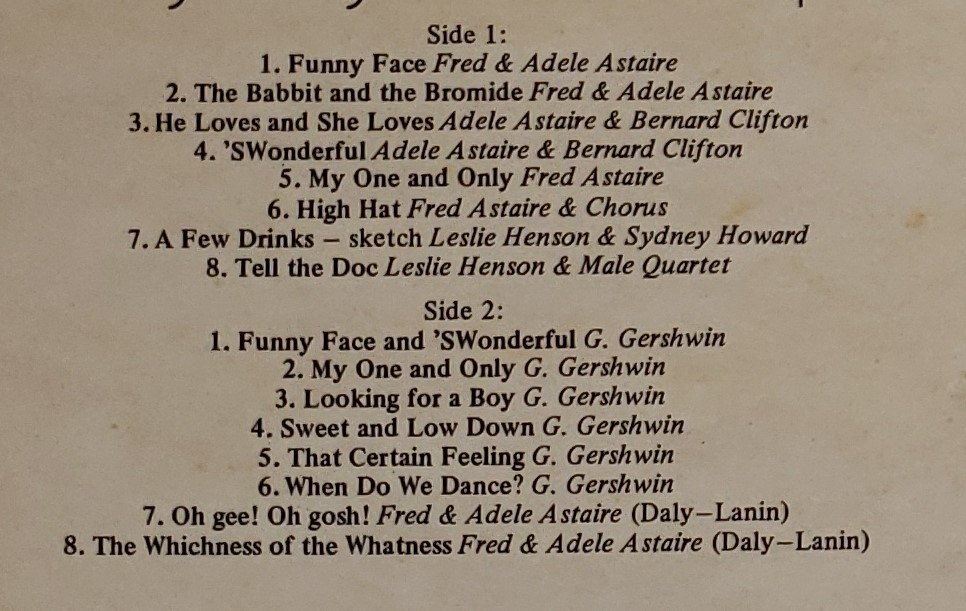 Side 1:
1. Funny Face Fred & Adele Astaire
2. The Babbit and the Bromide Fred & Adele Astaire
3. He Loves and She Loves Adele Astaire & Bernard Clifton
4. 'SWonderful Adele Astaire & Bernard Clifton
5. My One and Only Fred Astaire
6. High Hat Fred Astaire & Chorus
7. A Few Drinks – sketch Leslie Henson & Sydney Howard
8. Tell the Doc Leslie Henson & Male Quartet
Side 2:
1. Funny Face and 'SWonderful G. Gershwin
2. My One and Only G. Gershwin
3. Looking for a Boy G. Gershwin
4. Sweet and Low Down G. Gershwin
5. That Certain Feeling G. Gershwin
6. When Do We Dance? G. Gershwin
7. Oh gee! Oh gosh! Fred & Adele Astaire (Daly–Lanin)
8. The Whichness of the Whatness Fred & Adele Astaire (Daly–Lanin)